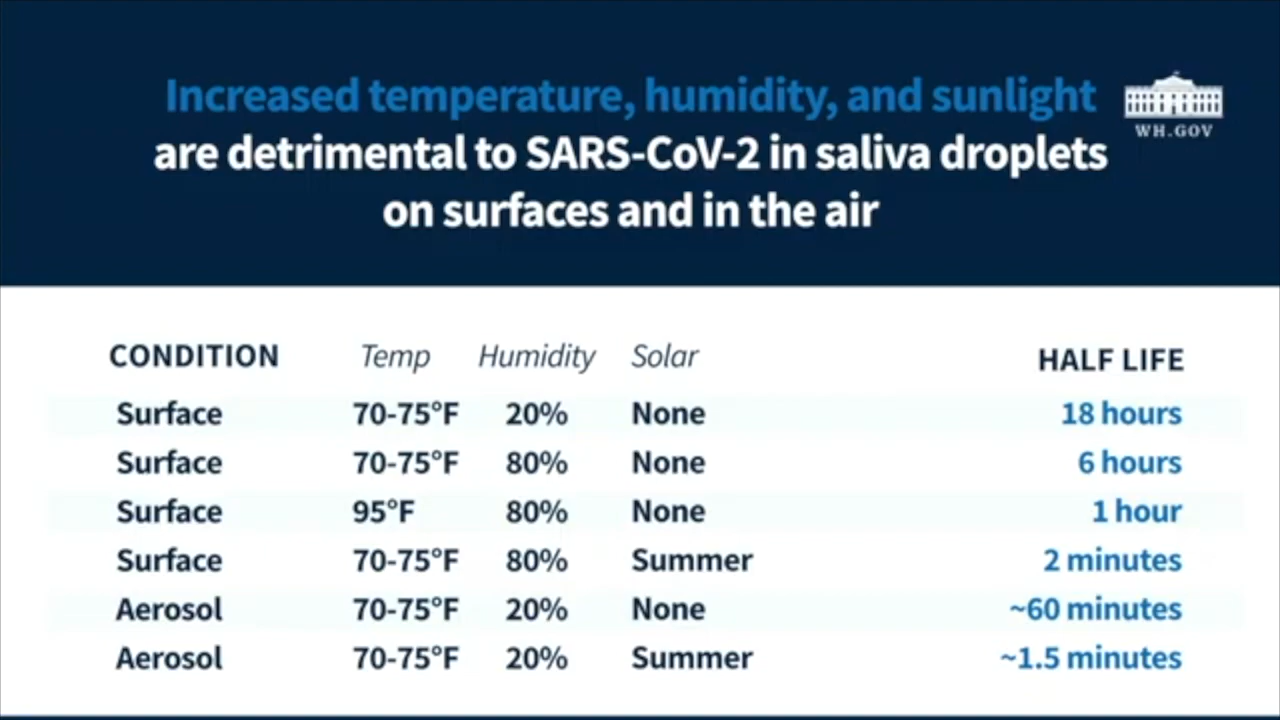 Increased temperature, humidity, and sunlight
are detrimental to SARS-CoV-2 in saliva droplets
on surfaces and in the air
WH.GOV
CONDITION Temp Humidity Solar HALF LIFE
Surface 70-75°F 20% None 18 hours
Surface 70-75°F 80% None 6 hours
Surface 95°F 80% None 1 hour
Surface 70-75°F 80% Summer 2 minutes
Aerosol 70-75°F 20% None ~60 minutes
Aerosol 70-75°F 20% Summer ~1.5 minutes